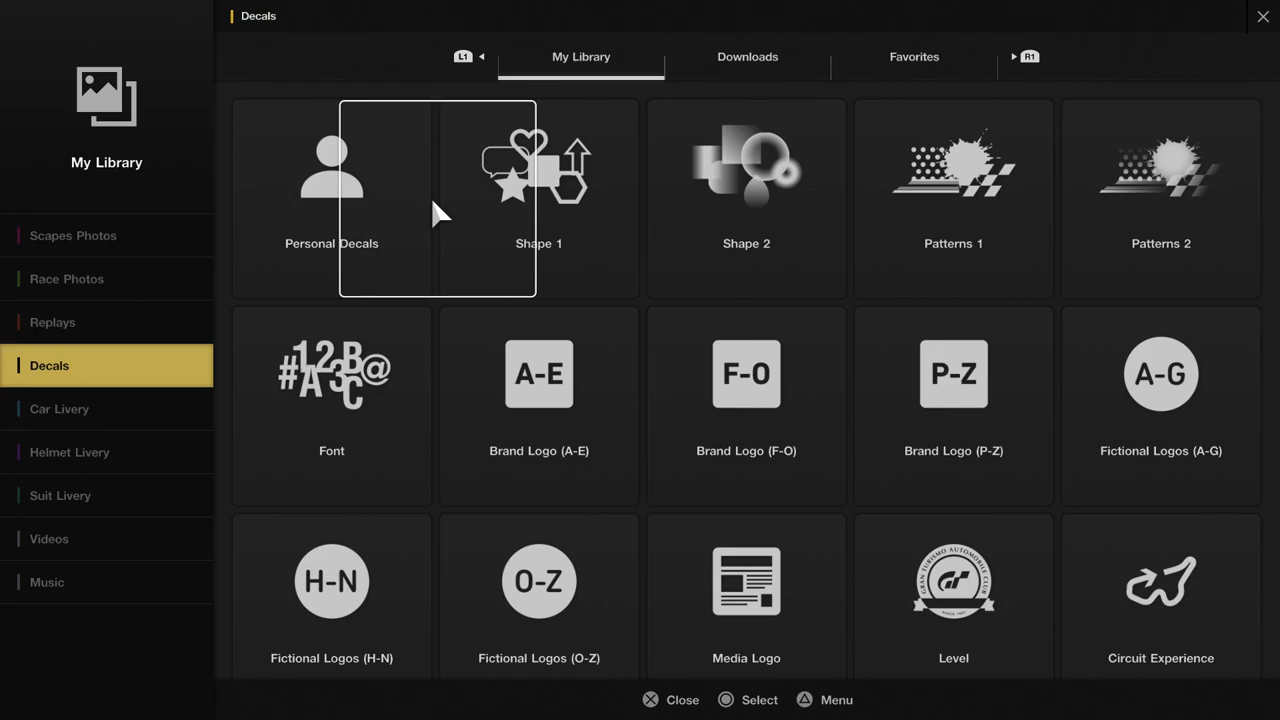 Decals
L1
My Library
Downloads
Favorites
R1
My Library
Scapes Photos
Race Photos
Replays
Decals
Car Livery
Helmet Livery
Suit Livery
Videos
Music
Personal Decals
Shape 1
Shape 2
Patterns 1
Patterns 2
#123BC@A
Font
A-E
Brand Logo (A-E)
F-O
Brand Logo (F-O)
P-Z
Brand Logo (P-Z)
A-G
Fictional Logos (A-G)
H-N
Fictional Logos (H-N)
O-Z
Fictional Logos (O-Z)
Media Logo
GRAN TURISMO AUTOMOBILE CLUB
Level
Circuit Experience
Close
Select
Menu